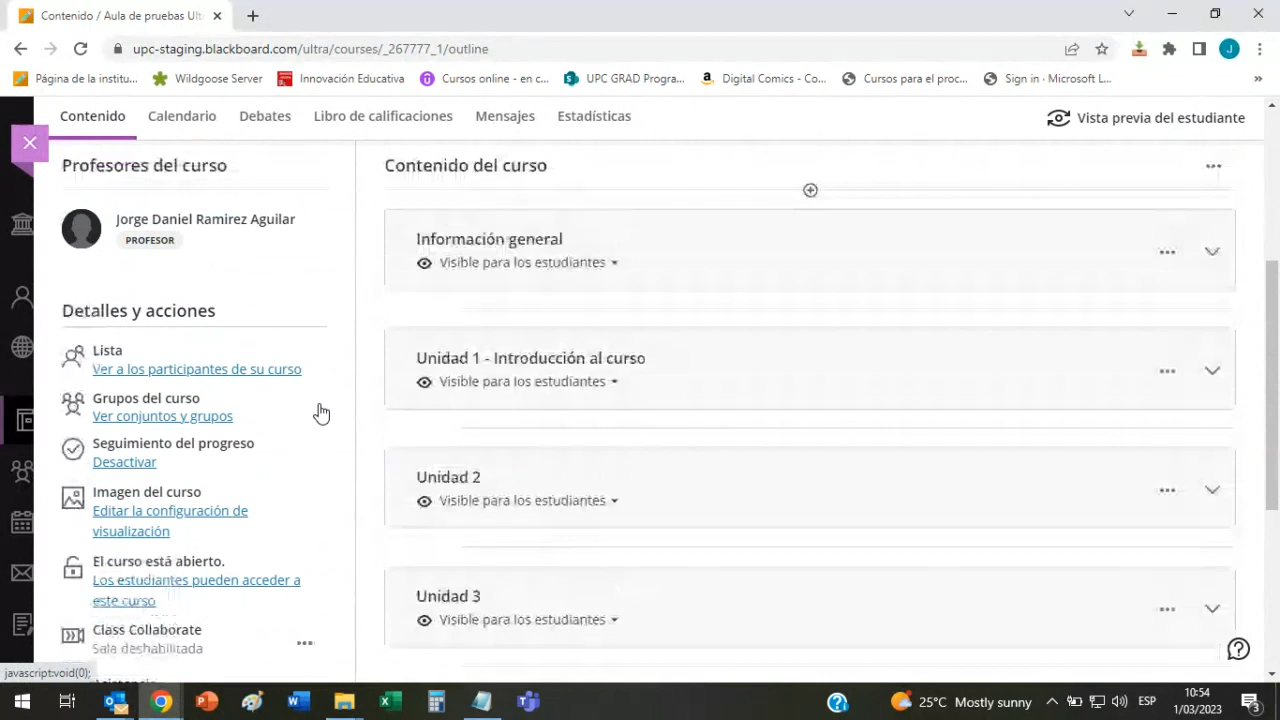 Contenido / Aula de pruebas Ult
upc-staging.blackboard.com/ultra/courses/_267777_1/outline
Página de la institu...
Wildgoose Server
Innovación Educativa
Cursos online - en c...
UPC GRAD Progra...
Digital Comics - Co...
Cursos para el proc...
Sign in - Microsoft L...
»
Contenido
Calendario
Debates
Libro de calificaciones
Mensajes
Estadísticas
Vista previa del estudiante
Profesores del curso
Jorge Daniel Ramirez Aguilar
PROFESOR
Detalles y acciones
Lista
Ver a los participantes de su curso
Grupos del curso
Ver conjuntos y grupos
Seguimiento del progreso
Desactivar
Imagen del curso
Editar la configuración de
visualización
El curso está abierto.
Los estudiantes pueden acceder a
este curso
Class Collaborate
Sala deshabilitada
Contenido del curso
Información general
Visible para los estudiantes
Unidad 1 - Introducción al curso
Visible para los estudiantes
Unidad 2
Visible para los estudiantes
Unidad 3
Visible para los estudiantes
javascript:void(0);
25°C Mostly sunny
ESP
10:54
1/03/2023